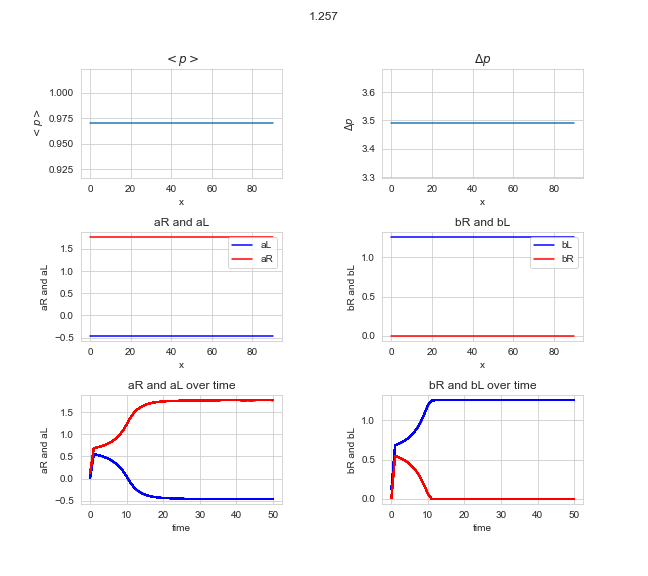 1.257
< p >
Δp
1.000
0.975
0.950
0.925
< p >
0 20 40 60 80
x
3.6
3.5
3.4
3.3
Δp
0 20 40 60 80
x
aR and aL
bR and bL
1.5
1.0
0.5
0.0
−0.5
aR and aL
aL
aR
0 20 40 60 80
x
1.0
0.5
0.0
bR and bL
bL
bR
0 20 40 60 80
x
aR and aL over time
bR and bL over time
1.5
1.0
0.5
0.0
−0.5
aR and aL
0 10 20 30 40 50
time
1.0
0.5
0.0
bR and bL
0 10 20 30 40 50
time